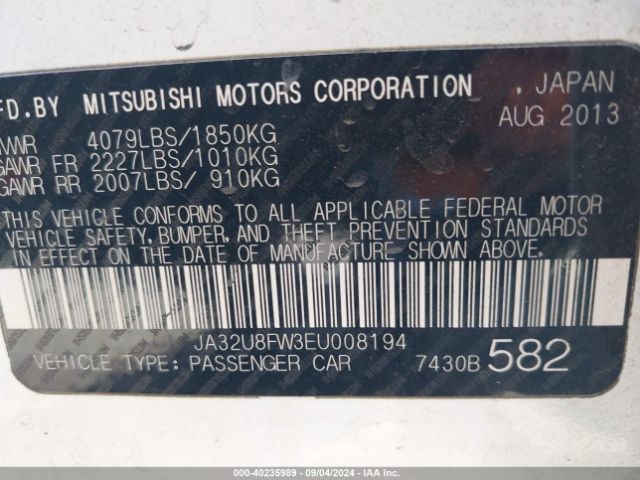 FD.BY MITSUBISHI MOTORS CORPORATION , JAPAN
AUG 2013
VWR 4079LBS/1850KG
GAWR FR 2227LBS/1010KG
GAWR RR 2007LBS/ 910KG
THIS VEHICLE CONFORMS TO ALL APPLICABLE FEDERAL MOTOR
VEHICLE SAFETY, BUMPER, AND THEFT PREVENTION STANDARDS
IN EFFECT ON THE DATE OF MANUFACTURE SHOWN ABOVE.
JA32U8FW3EU008194
VEHICLE TYPE: PASSENGER CAR 7430B 582
© COPY - 40235989 - 09/04/2024 - IAA Inc.